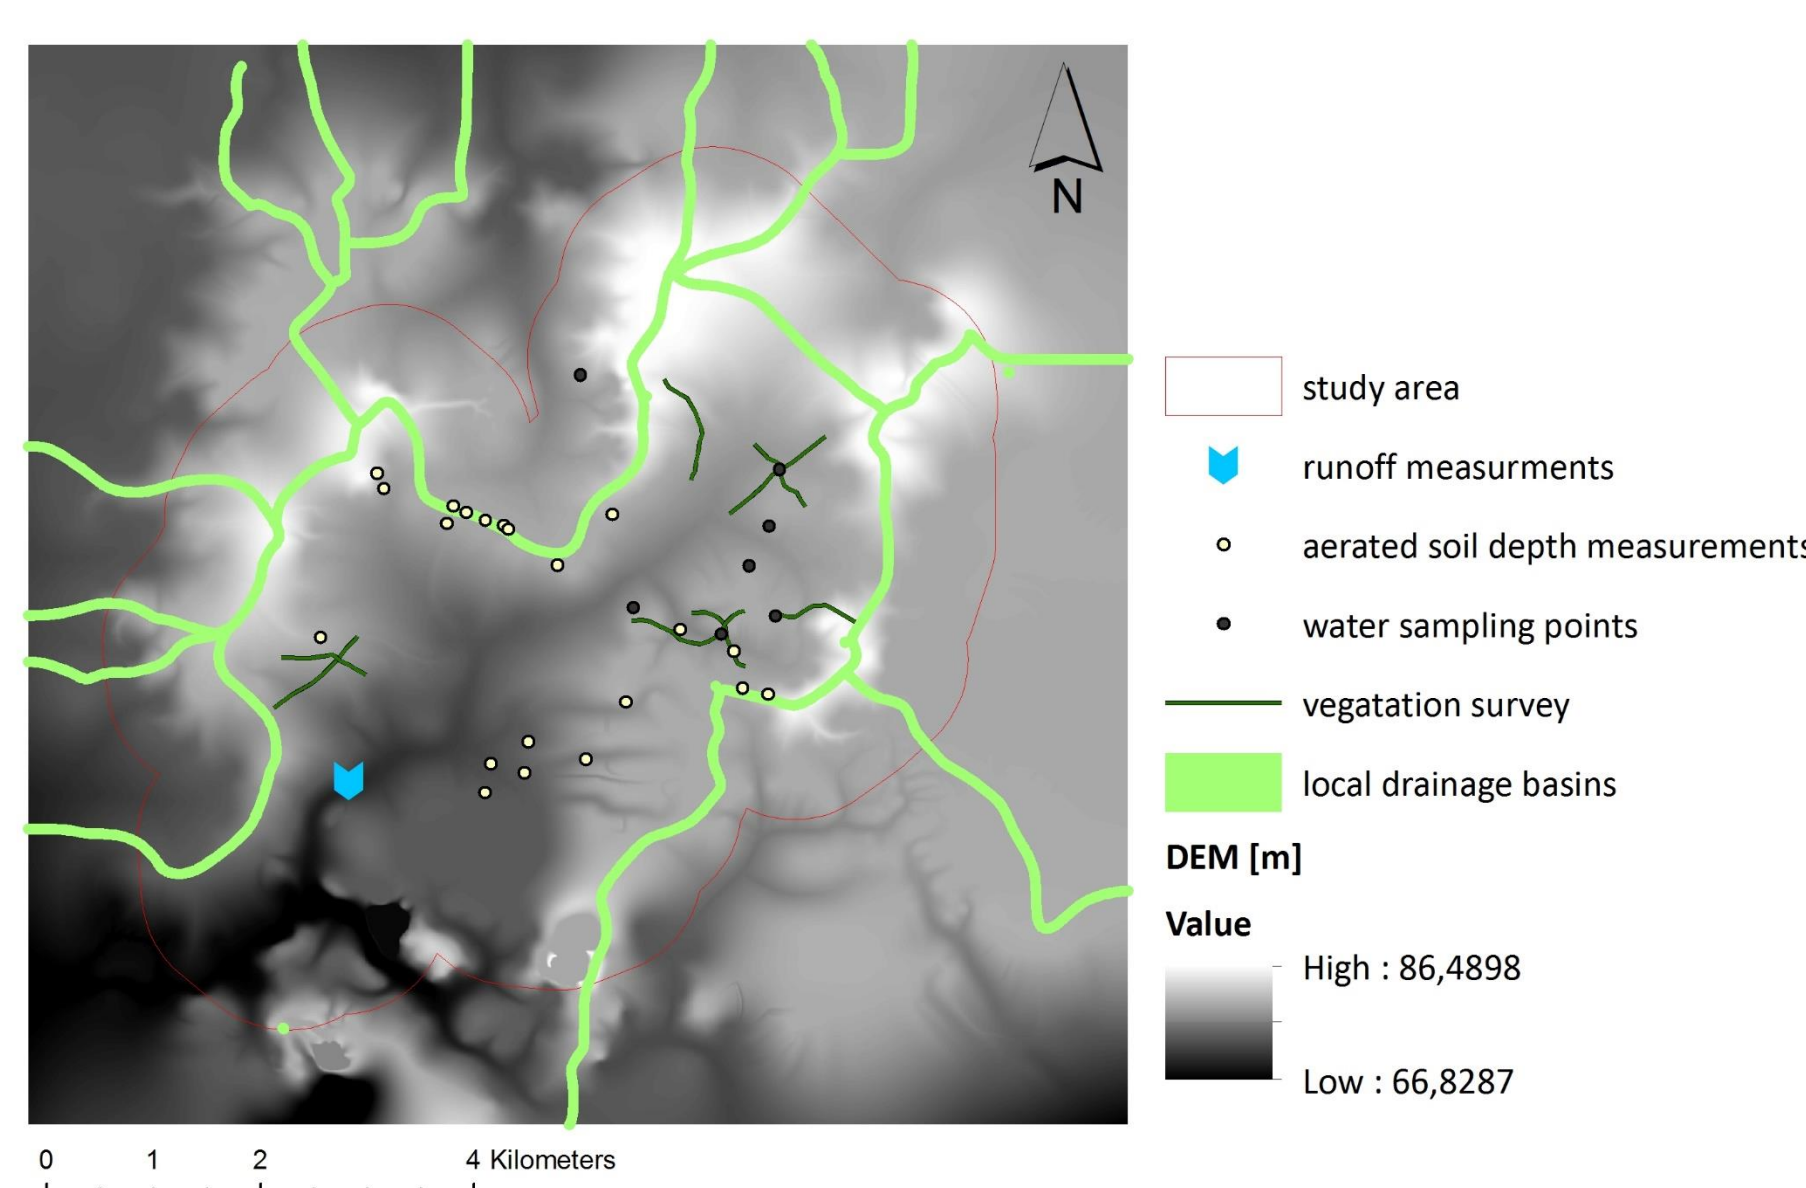 N
study area
runoff measurments
aerated soil depth measurements
water sampling points
vegatation survey
local drainage basins
DEM [m]
Value
High : 86,4898
Low : 66,8287
0 1 2 4 Kilometers